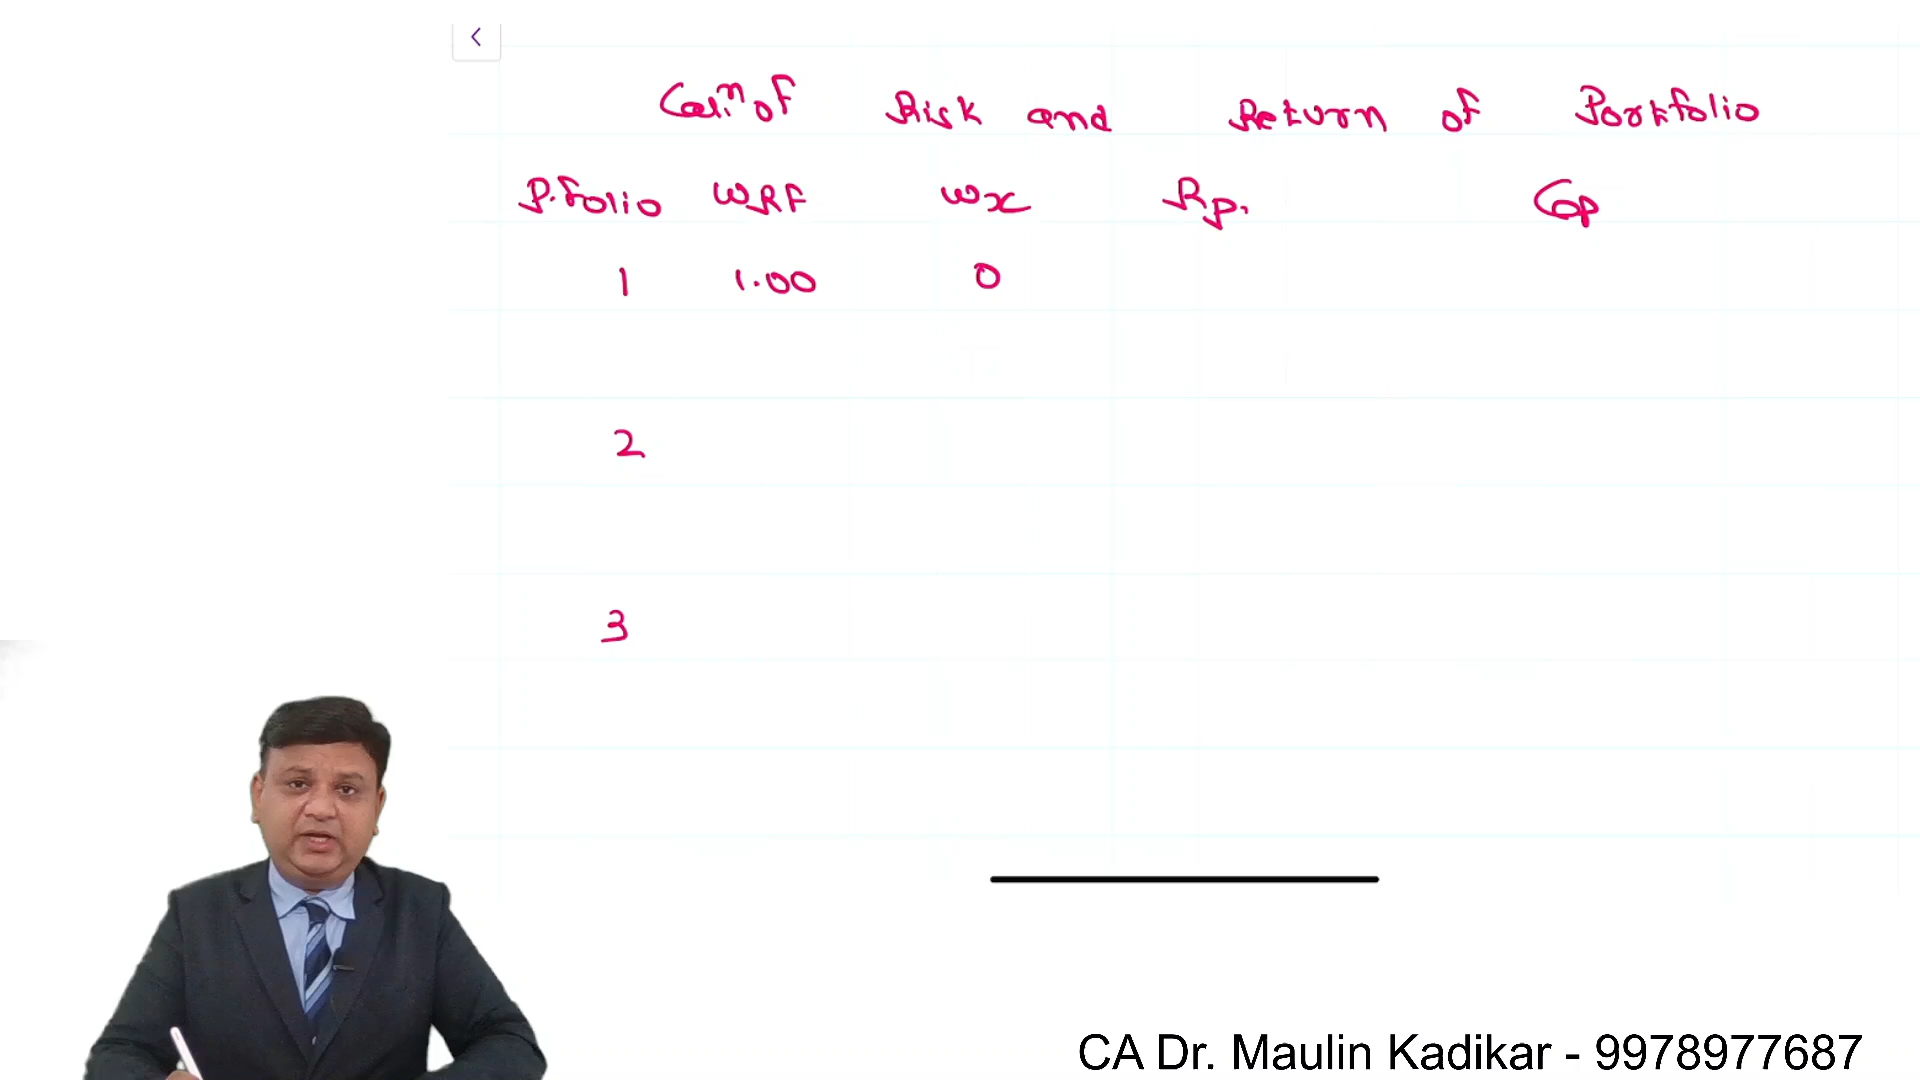 Caln of Risk and Return of Portfolio
P.folio WRF Wx Rp. σp
1 1.00 0
2
3
CA Dr. Maulin Kadikar - 9978977687